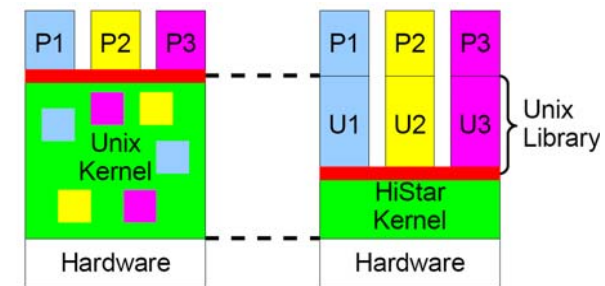 P1 P2 P3
Unix
Kernel
Hardware
P1 P2 P3
U1 U2 U3
Unix
Library
HiStar
Kernel
Hardware